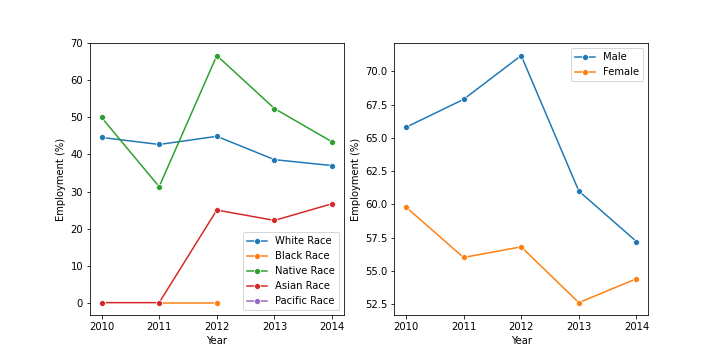 70
60
50
40
30
20
10
0
Employment (%)
2010 2011 2012 2013 2014
Year
White Race
Black Race
Native Race
Asian Race
Pacific Race
70.0
67.5
65.0
62.5
60.0
57.5
55.0
52.5
Employment (%)
2010 2011 2012 2013 2014
Year
Male
Female